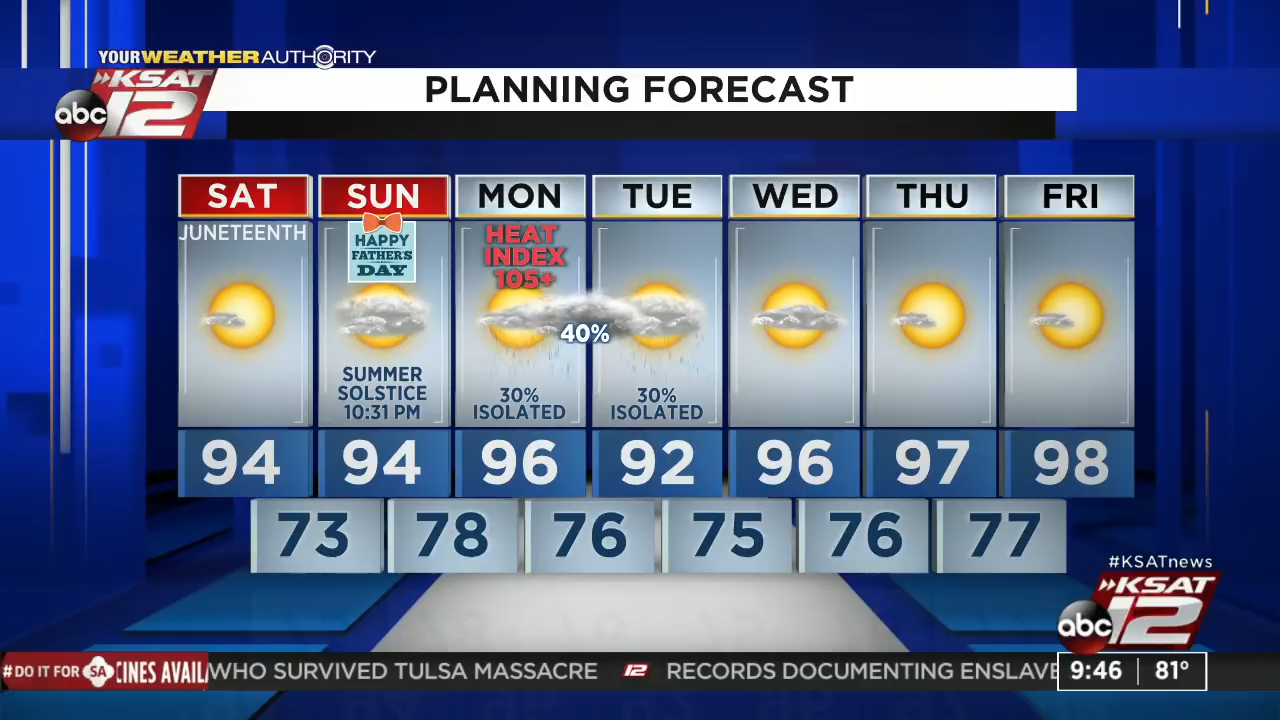 YOURWEATHERAUTHORITY
KSAT
abc 12
PLANNING FORECAST
SAT SUN MON TUE WED THU FRI
JUNETEENTH
HAPPY
FATHER'S
DAY
HEAT
INDEX
105+
40%
SUMMER
SOLSTICE
10:31 PM
30%
ISOLATED
30%
ISOLATED
94 94 96 92 96 97 98
73 78 76 75 76 77
#KSATnews
KSAT
abc 12
#DO IT FOR SA CINES AVAIL WHO SURVIVED TULSA MASSACRE 12 RECORDS DOCUMENTING ENSLAVE 9:46 81°